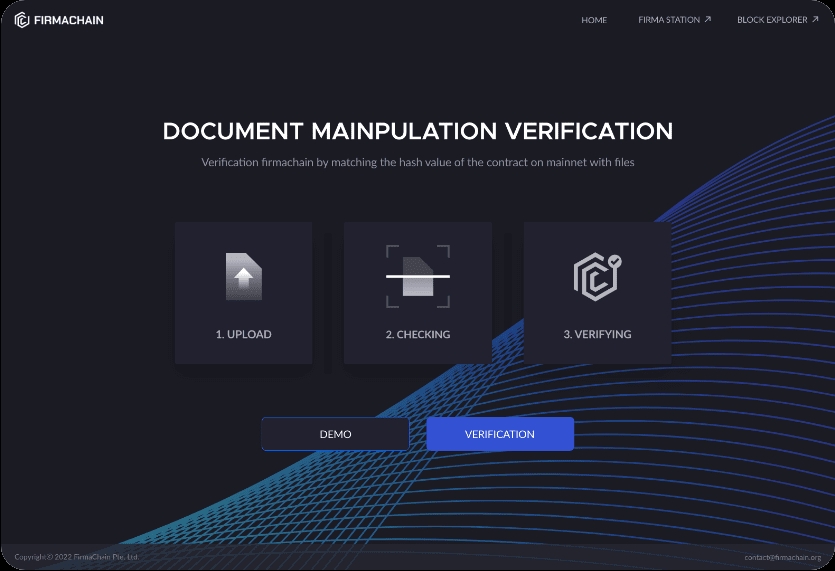 FIRMACHAIN
HOME
FIRMA STATION
BLOCK EXPLORER
DOCUMENT MAINPULATION VERIFICATION
Verification firmachain by matching the hash value of the contract on mainnet with files
1. UPLOAD
2. CHECKING
3. VERIFYING
DEMO
VERIFICATION
Copyright© 2022 FirmaChain Pte. Ltd.
contact@firmachain.org